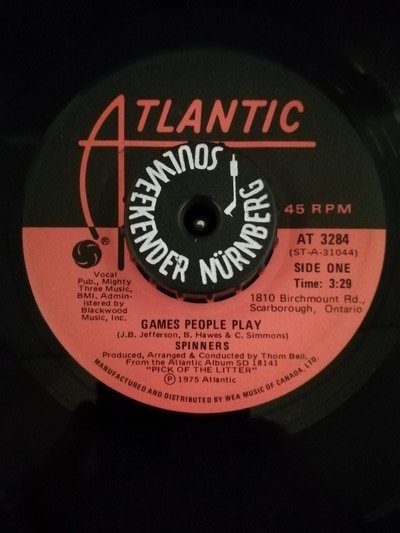 ATLANTIC
SOULWEEKENDER NÜRNBERG
45 RPM
AT 3284
(ST-A-31044)
SIDE ONE
Time: 3:29
1810 Birchmount Rd.,
Scarborough, Ontario
Vocal
Pub., Mighty
Three Music,
BMI, Admin-
istered by
Blackwood
Music, Inc.
GAMES PEOPLE PLAY
(J.B. Jefferson, B. Hawes & C. Simmons)
SPINNERS
Produced, Arranged & Conducted by Thom Bell,
From the Atlantic Album SD 18141
"PICK OF THE LITTER"
Ⓟ 1975 Atlantic
MANUFACTURED AND DISTRIBUTED BY WEA MUSIC OF CANADA, LTD.